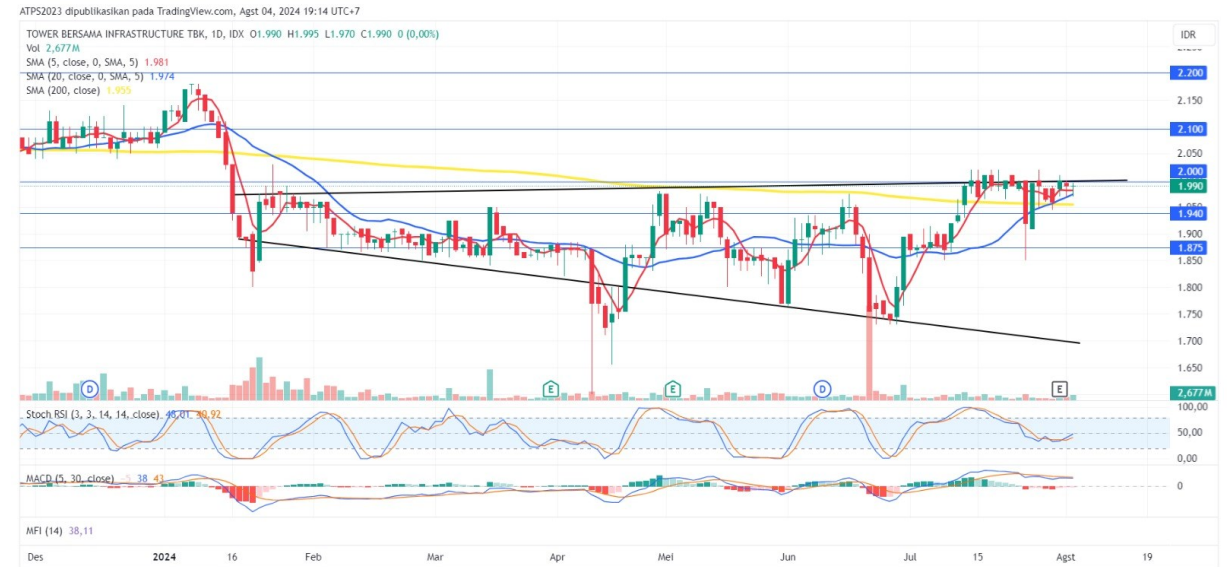 ATPS2023 dipublikasikan pada TradingView.com, Agst 04, 2024 19:14 UTC+7
TOWER BERSAMA INFRASTRUCTURE TBK, 1D, IDX O1.990 H1.995 L1.970 C1.990 0 (0,00%)
Vol 2,677M
SMA (5, close, 0, SMA, 5) 1.981
SMA (20, close, 0, SMA, 5) 1.974
SMA (200, close) 1.955
IDR
2.200
2.150
2.100
2.050
2.000
1.990
1.950
1.940
1.900
1.875
1.850
1.800
1.750
1.700
1.650
D
E
E
D
E
2,677M
Stoch RSI (3, 3, 14, 14, close) 48,01 40,92
100,00
50,00
0,00
MACD (5, 30, close) -5 38 43
0
MFI (14) 38,11
Des 2024 16 Feb Mar Apr Mei Jun Jul 15 Agst 19